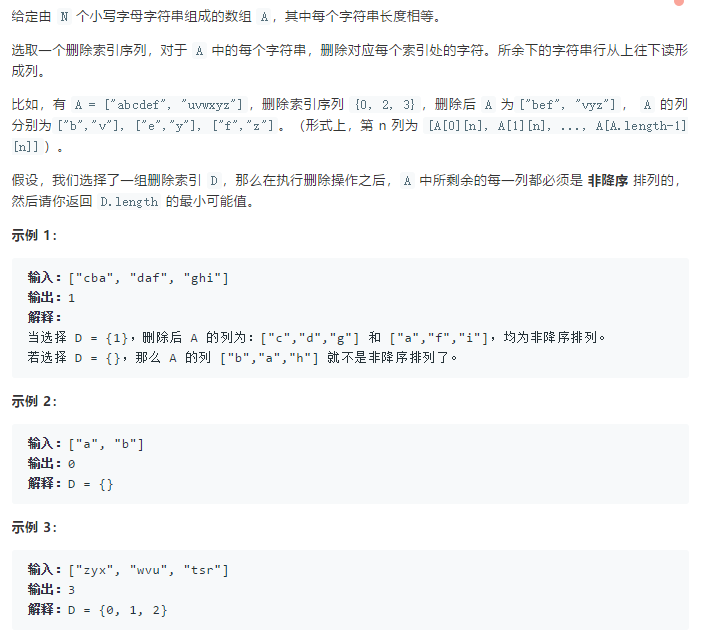 给定由 N 个小写字母字符串组成的数组 A，其中每个字符串长度相等。
选取一个删除索引序列，对于 A 中的每个字符串，删除对应每个索引处的字符。所余下的字符串行从上往下读形
成列。
比如，有 A = ["abcdef", "uvwxyz"]，删除索引序列 {0, 2, 3}，删除后 A 为["bef", "vyz"]， A 的列
分别为["b","v"], ["e","y"], ["f","z"]。（形式上，第 n 列为 [A[0][n], A[1][n], ..., A[A.length-1]
[n]]）。
假设，我们选择了一组删除索引 D，那么在执行删除操作之后， A 中所剩余的每一列都必须是 非降序 排列的，
然后请你返回 D.length 的最小可能值。
示例 1：
输入：["cba", "daf", "ghi"]
输出：1
解释：
当选择 D = {1}，删除后 A 的列为：["c","d","g"] 和 ["a","f","i"]，均为非降序排列。
若选择 D = {}，那么 A 的列 ["b","a","h"] 就不是非降序排列了。
示例 2：
输入：["a", "b"]
输出：0
解释：D = {}
示例 3：
输入：["zyx", "wvu", "tsr"]
输出：3
解释：D = {0, 1, 2}